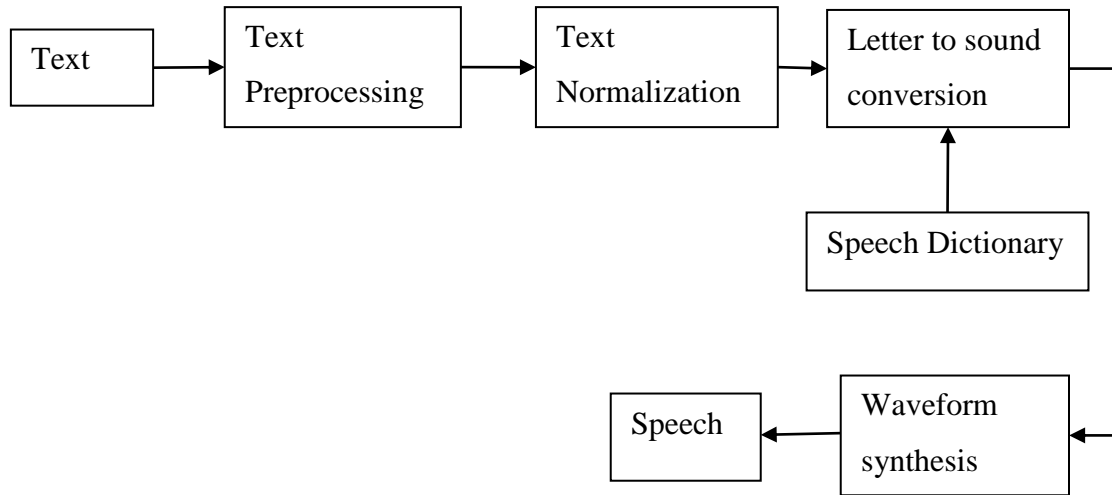 Text
Text
Preprocessing
Text
Normalization
Letter to sound
conversion
Speech Dictionary
Waveform
synthesis
Speech